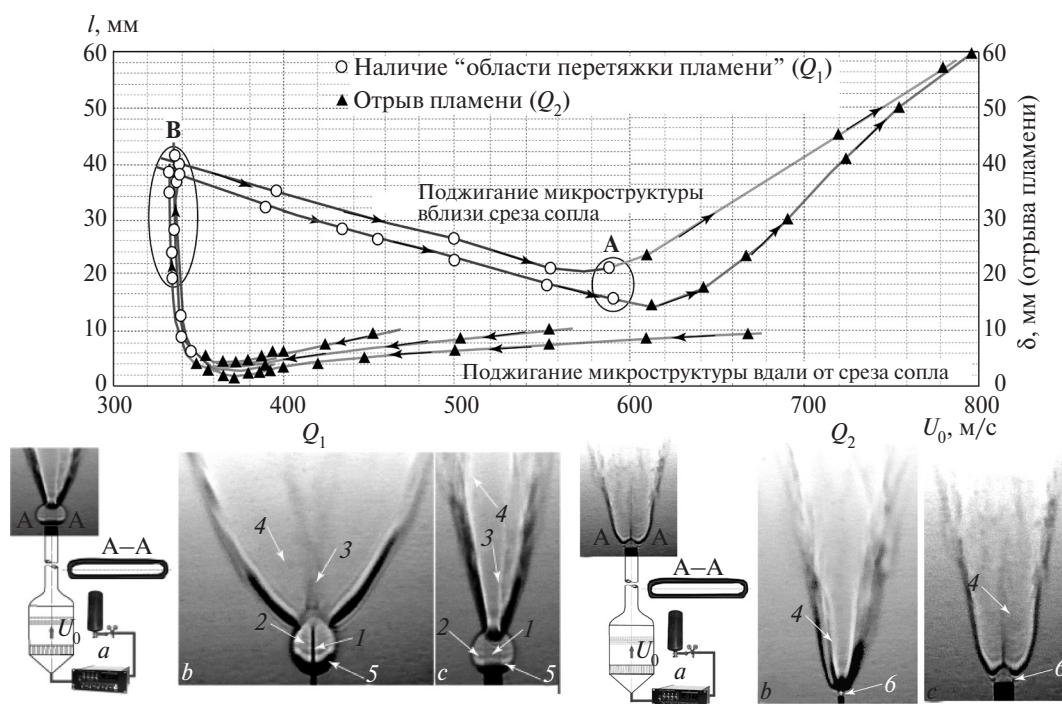 l, мм
60
50
40
30
20
10
0
Наличие “области перетяжки пламени” (Q1)
Отрыв пламени (Q2)
B
Поджигание микроструктуры
вблизи среза сопла
A
Поджигание микроструктуры вдали от среза сопла
60
50
40
30
20
10
0
δ, мм (отрыва пламени)
300 400 500 600 700 800
Q1 Q2 U0, м/с
A A
A–A
U0
a
4
3
2 1
b 5
4
3
2 1
c 5
A A
A–A
U0
a
4
b 6
4
c 6